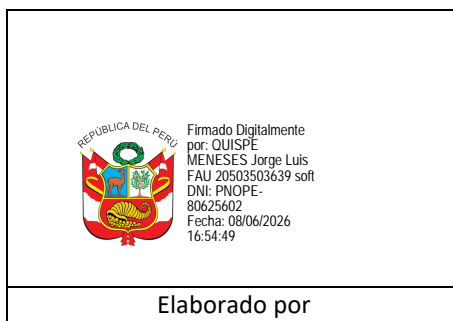 REPÚBLICA DEL PERÚ
Firmado Digitalmente
por: QUISPE
MENESES Jorge Luis
FAU 20503503639 soft
DNI: PNOPE-
80625602
Fecha: 08/06/2026
16:54:49
Elaborado por